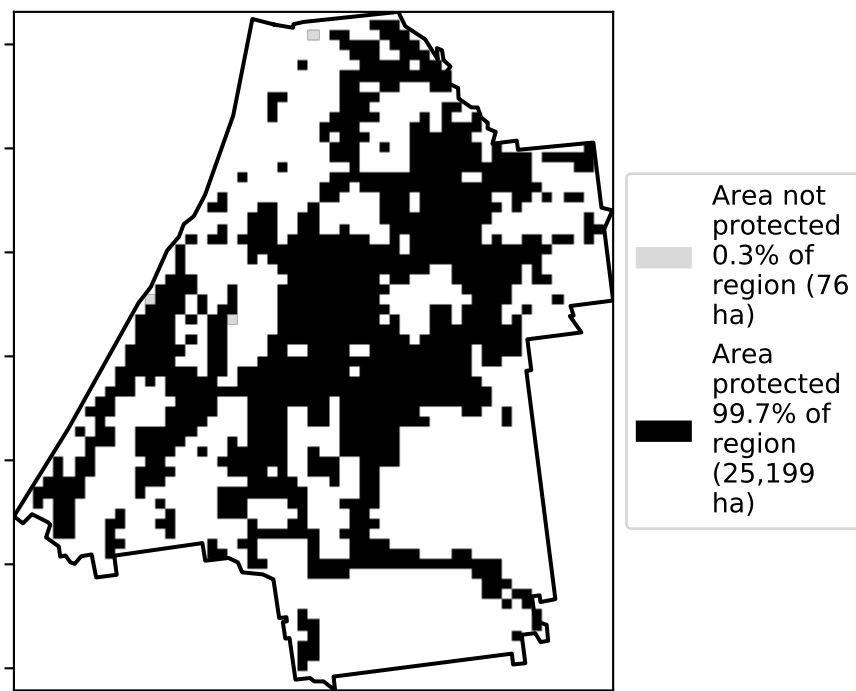 Area not
protected
0.3% of
region (76
ha)
Area
protected
99.7% of
region
(25,199
ha)